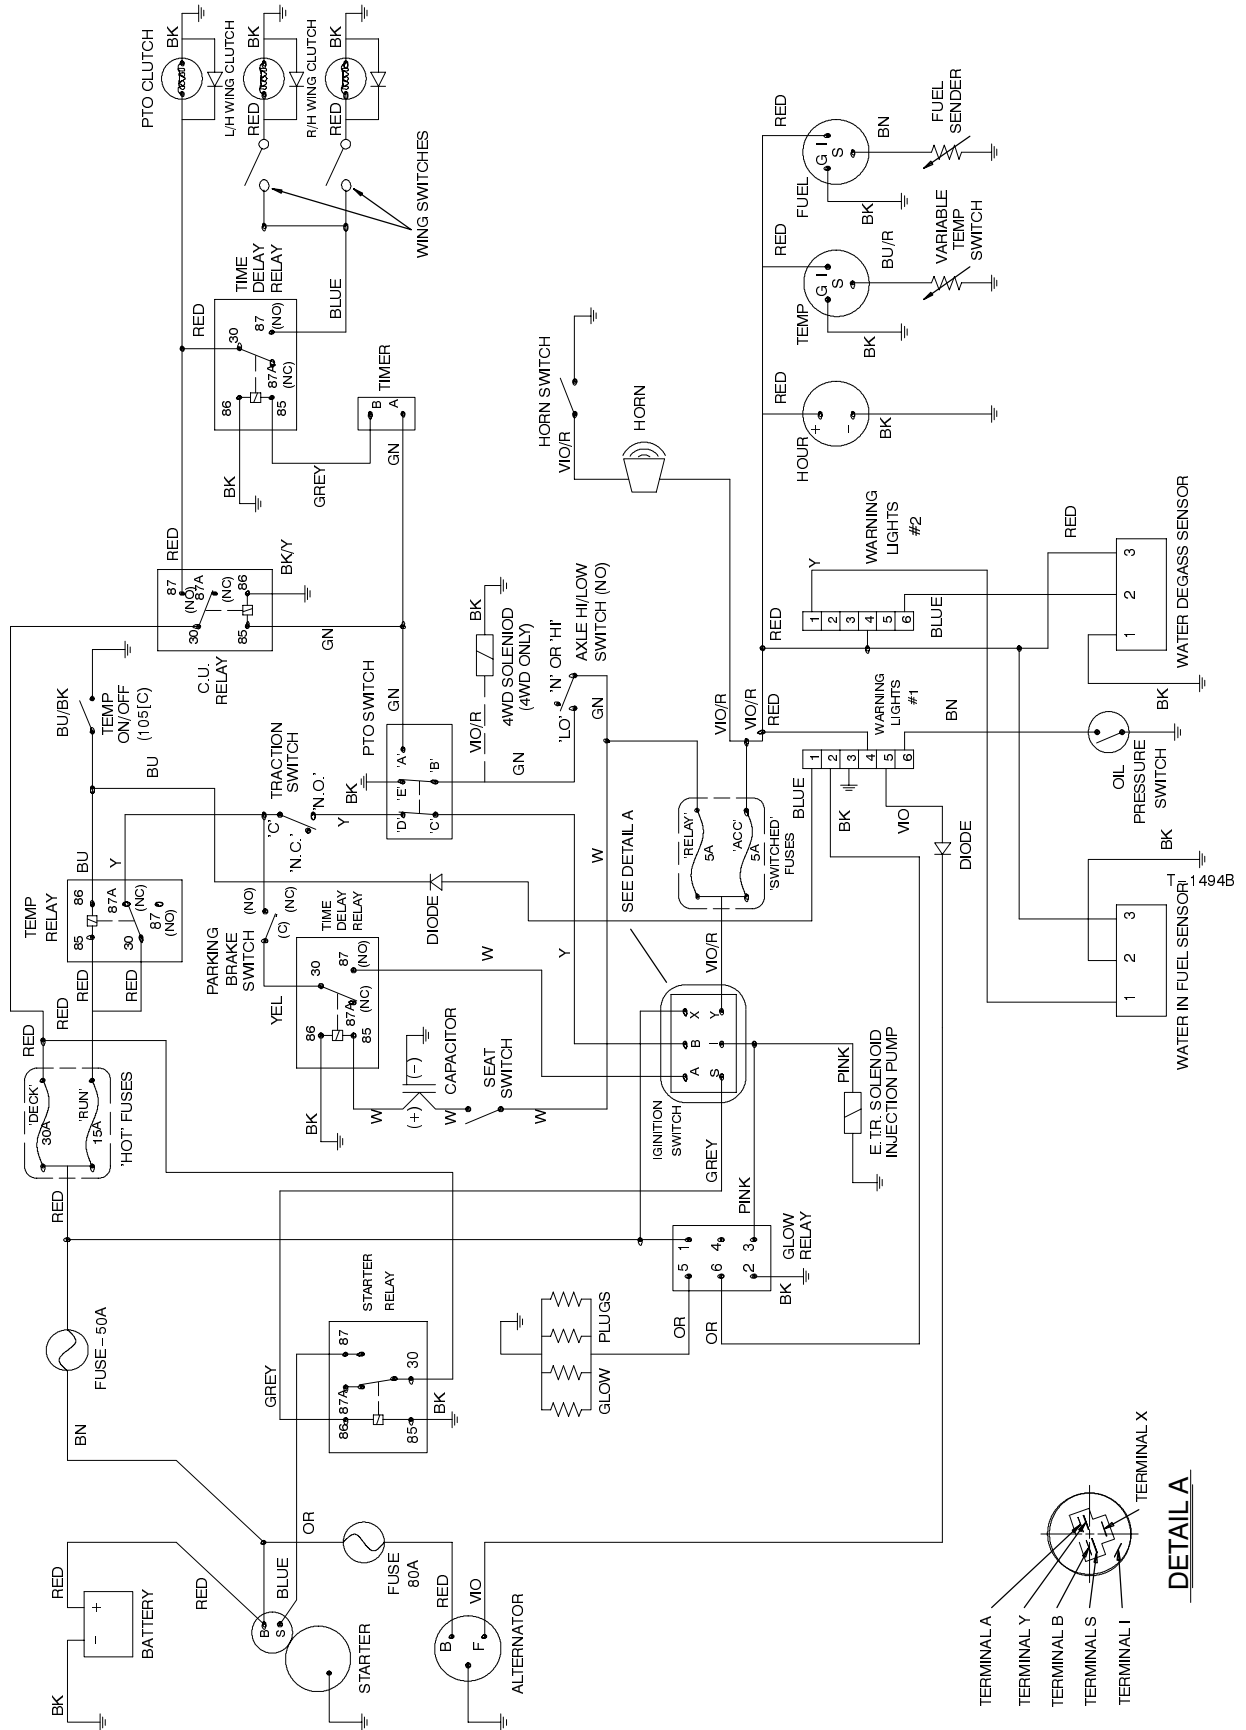 PTO CLUTCH
BK
L/H WING CLUTCH
BK
RED
R/H WING CLUTCH
BK
RED
WING SWITCHES
RED
TIME
DELAY
RELAY
30
87
(NO)
87A
(NC)
86
85
BLUE
BK
GREY
TIMER
B
A
GN
RED
87
(NO)
87A
(NC)
86
30
85
BK/Y
C.U.
RELAY
GN
BU/BK
TEMP
ON/OFF
(105[C)
BU
TRACTION
SWITCH
'C'
'N.O.'
'N.C.'
Y
PTO SWITCH
GN
BK
'A'
'E'
'B'
'D'
'C'
VIO/R
BK
4WD SOLENIOD
(4WD ONLY)
GN
'LO'
'N' OR 'HI'
AXLE HI/LOW
SWITCH (NO)
GN
HORN SWITCH
VIO/R
HORN
RED
FUEL
G
I
S
BN
BK
FUEL
SENDER
RED
TEMP
G
I
S
BU/R
BK
VARIABLE
TEMP
SWITCH
RED
HOUR
+
-
BK
WARNING
LIGHTS
#2
Y
1
2
3
4
5
6
BLUE
RED
RED
WATER DEGASS SENSOR
1
2
3
BK
VIO/R
VIO/R
RED
WARNING
LIGHTS
#1
1
2
3
4
5
6
BLUE
BK
VIO
BN
OIL
PRESSURE
SWITCH
DIODE
BK
T-1494B
WATER IN FUEL SENSOR
1
2
3
TEMP
RELAY
BU
Y
86
87A
(NC)
87
(NO)
85
30
RED
RED
RED
RED
'DECK'
30A
'RUN'
15A
'HOT' FUSES
RED
PARKING
BRAKE
SWITCH
(NO)
(NC)
(C)
YEL
TIME
DELAY
RELAY
30
87
(NO)
87A
(NC)
86
85
BK
DIODE
W
Y
W
CAPACITOR
(-)
(+)
W
W
SEAT
SWITCH
W
SEE DETAIL A
'RELAY'
5A
'ACC'
5A
'SWITCHED'
FUSES
VIO/R
IGNITION
SWITCH
A
B
X
S
I
Y
GREY
PINK
PINK
E.T.R. SOLENOID
INJECTION PUMP
GLOW
RELAY
5
1
6
4
2
3
BK
OR
OR
GLOW
PLUGS
STARTER
RELAY
87
87A
30
86
85
BK
GREY
FUSE - 50A
BN
FUSE
80A
OR
BLUE
RED
RED
BATTERY
+
-
BK
STARTER
B
S
ALTERNATOR
B
F
RED
VIO
TERMINAL A
TERMINAL Y
TERMINAL B
TERMINAL S
TERMINAL I
TERMINAL X
DETAIL A